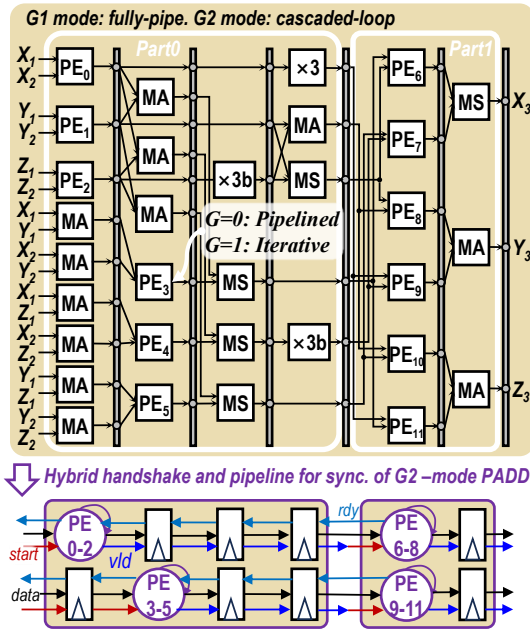 G1 mode: fully-pipe. G2 mode: cascaded-loop
Part0
Part1
X1
X2
Y1
Y2
Z1
Z2
X1
Y1
X2
Y2
X1
Z1
X2
Z2
Y1
Z1
Y2
Z2
PE0
PE1
PE2
MA
MA
MA
MA
MA
MA
MA
MA
MA
PE3
PE4
PE5
×3b
MS
MS
×3
MA
MS
×3b
G=0: Pipelined
G=1: Iterative
PE6
PE7
PE8
PE9
PE10
PE11
MS
MA
MA
X3
Y3
Z3
Hybrid handshake and pipeline for sync. of G2 –mode PADD
PE
0-2
start
vld
rdy
PE
6-8
data
PE
3-5
PE
9-11